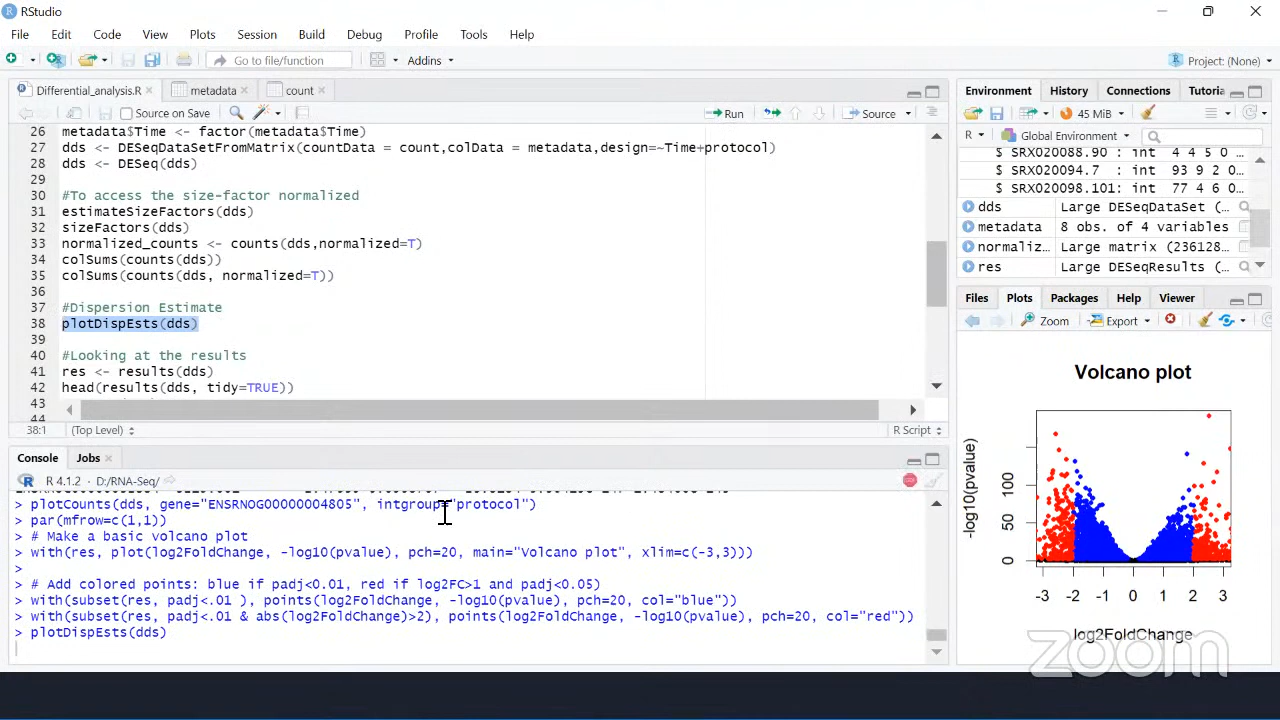 RStudio
File Edit Code View Plots Session Build Debug Profile Tools Help
Go to file/function Addins Project: (None)
Differential_analysis.R metadata count
Source on Save Run Source
26 metadata$Time <- factor(metadata$Time)
27 dds <- DESeqDataSetFromMatrix(countData = count,colData = metadata,design=~Time+protocol)
28 dds <- DESeq(dds)
29
30 #To access the size-factor normalized
31 estimateSizeFactors(dds)
32 sizeFactors(dds)
33 normalized_counts <- counts(dds,normalized=T)
34 colSums(counts(dds))
35 colSums(counts(dds, normalized=T))
36
37 #Dispersion Estimate
38 plotDispEsts(dds)
39
40 #Looking at the results
41 res <- results(dds)
42 head(results(dds, tidy=TRUE))
43
44
38:1 (Top Level) R Script
Console Jobs
R 4.1.2 · D:/RNA-Seq/
> plotCounts(dds, gene="ENSRNOG00000004805", intgroup="protocol")
> par(mfrow=c(1,1))
> # Make a basic volcano plot
> with(res, plot(log2FoldChange, -log10(pvalue), pch=20, main="Volcano plot", xlim=c(-3,3)))
>
> # Add colored points: blue if padj<0.01, red if log2FC>1 and padj<0.05)
> with(subset(res, padj<.01 ), points(log2FoldChange, -log10(pvalue), pch=20, col="blue"))
> with(subset(res, padj<.01 & abs(log2FoldChange)>2), points(log2FoldChange, -log10(pvalue), pch=20, col="red"))
> plotDispEsts(dds)
Environment History Connections Tutoria
45 MiB
R Global Environment
$ SRX020088.90 : int 4 4 5 0 …
$ SRX020094.7 : int 93 9 2 0 …
$ SRX020098.101: int 77 4 6 0 …
dds Large DESeqDataSet (…
metadata 8 obs. of 4 variables
normaliz… Large matrix (236128…
res Large DESeqResults (…
Files Plots Packages Help Viewer
Zoom Export
Volcano plot
-log10(pvalue)
100
50
0
-3 -2 -1 0 1 2 3
log2FoldChange
zoom